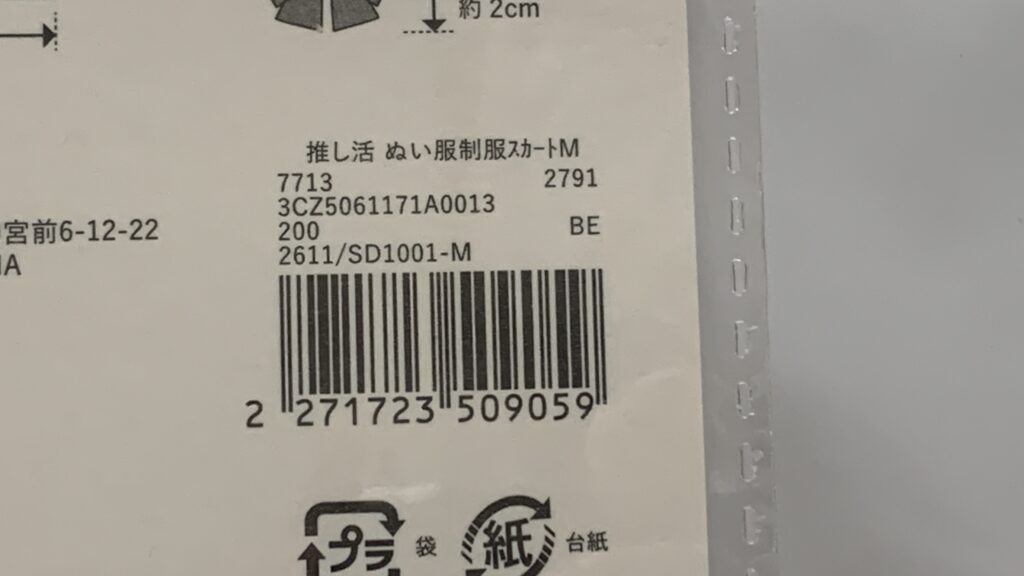 約 2cm
推し活 ぬい服制服ｽｶｰﾄM
7713 2791
3CZ5061171A0013
200 BE
2611/SD1001-M
2 271723 509059
宮前6-12-22
プラ 袋
紙 台紙